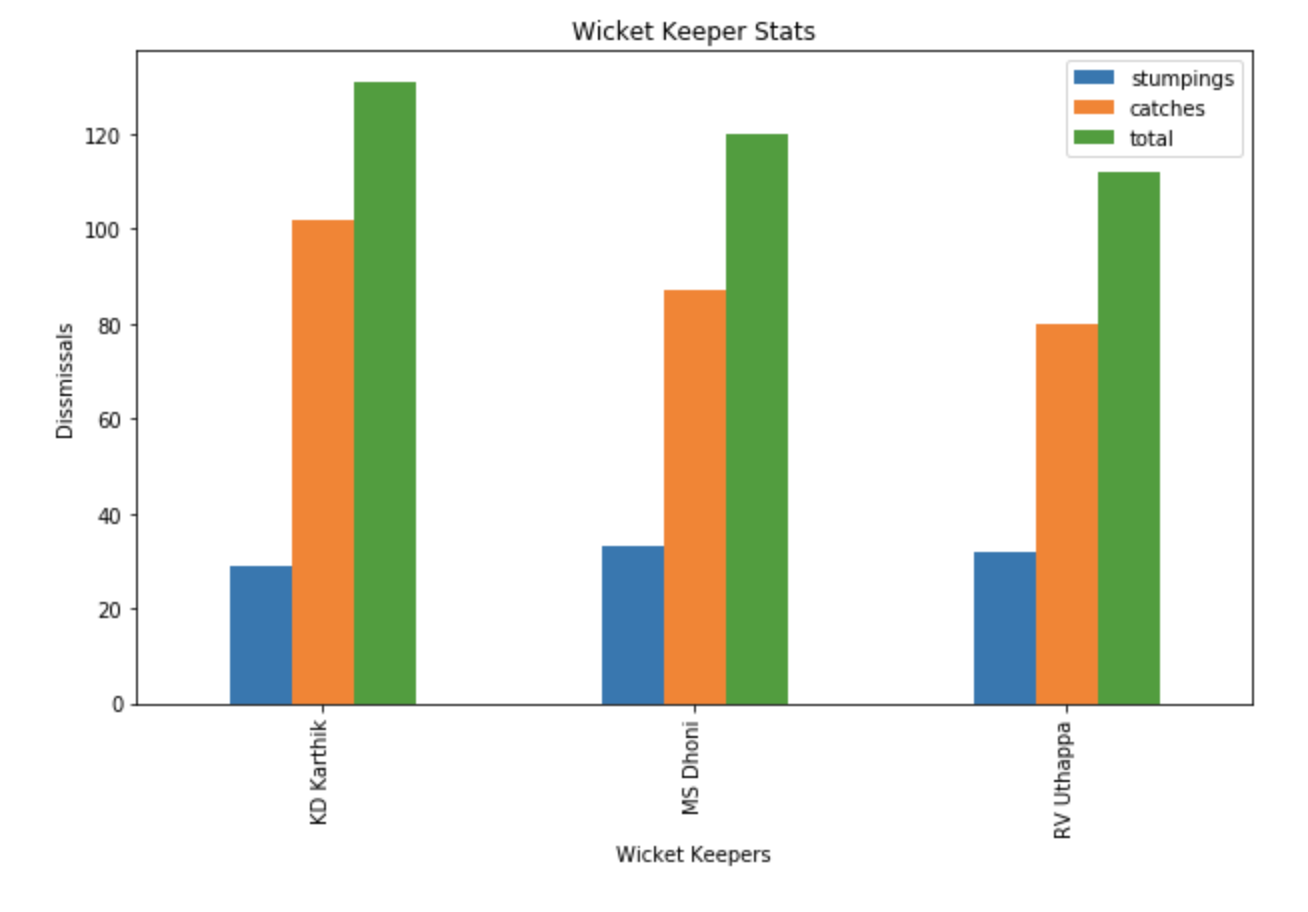 Wicket Keeper Stats
stumpings
catches
total
120
100
80
60
40
20
0
Dissmissals
KD Karthik
MS Dhoni
RV Uthappa
Wicket Keepers